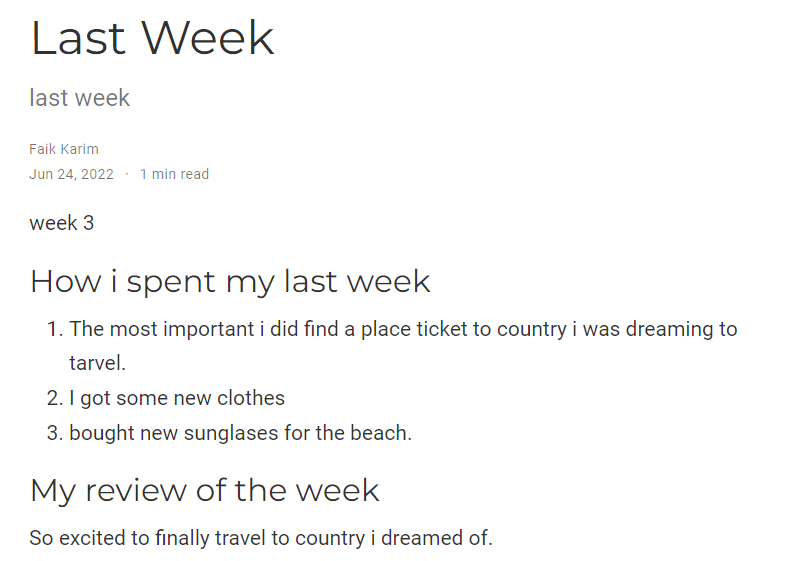 Last Week
last week
Faik Karim
Jun 24, 2022 · 1 min read
week 3
How i spent my last week
1. The most important i did find a place ticket to country i was dreaming to
tarvel.
2. I got some new clothes
3. bought new sunglases for the beach.
My review of the week
So excited to finally travel to country i dreamed of.